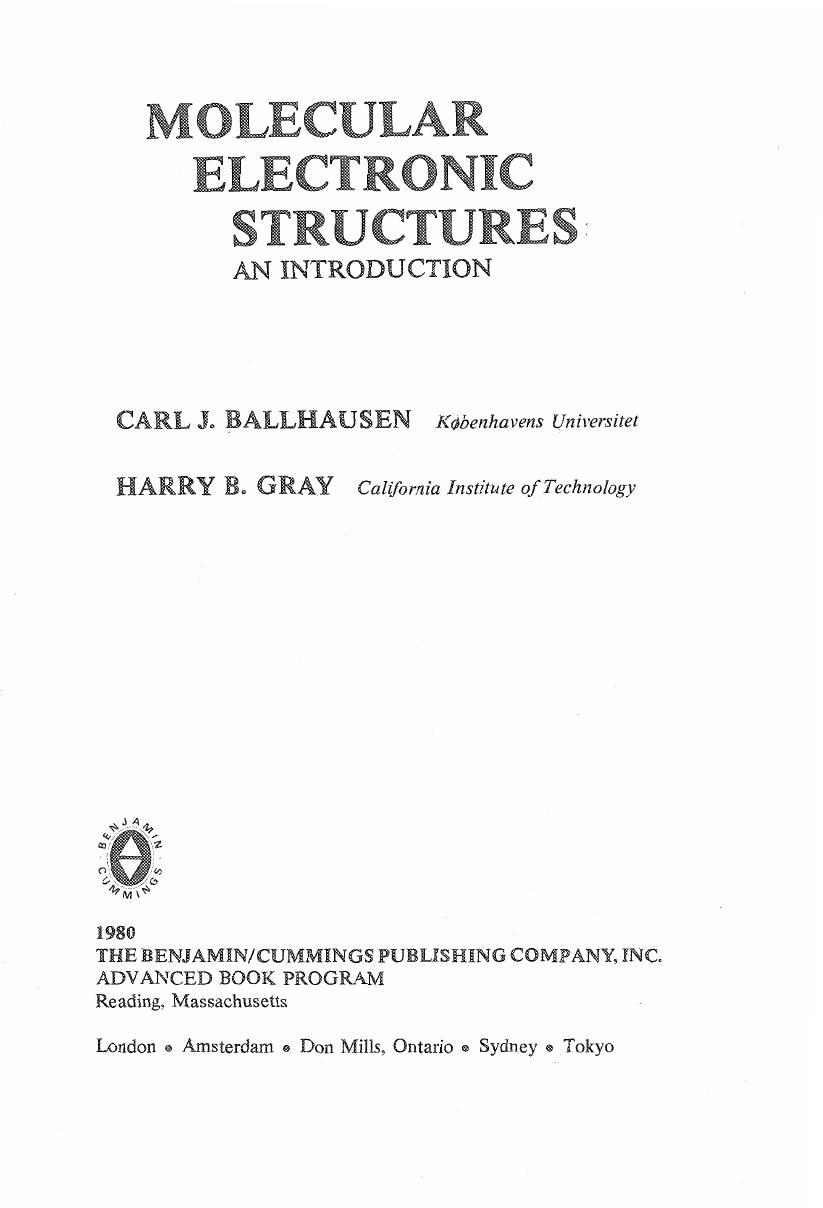 MOLECULAR
ELECTRONIC
STRUCTURES
AN INTRODUCTION
CARL J. BALLHAUSEN Københavens Universitet
HARRY B. GRAY California Institute of Technology
BENJAMIN
CUMMINGS
1980
THE BENJAMIN/CUMMINGS PUBLISHING COMPANY, INC.
ADVANCED BOOK PROGRAM
Reading, Massachusetts
London • Amsterdam • Don Mills, Ontario • Sydney • Tokyo